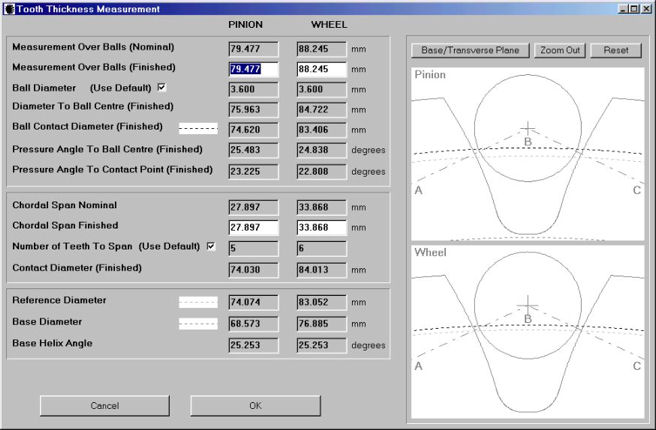 Tooth Thickness Measurement
PINION WHEEL
Measurement Over Balls (Nominal) 79.477 88.245 mm
Measurement Over Balls (Finished) 79.477 88.245 mm
Ball Diameter (Use Default) 3.600 3.600 mm
Diameter To Ball Centre (Finished) 75.963 84.722 mm
Ball Contact Diameter (Finished) 74.620 83.406 mm
Pressure Angle To Ball Centre (Finished) 25.483 24.838 degrees
Pressure Angle To Contact Point (Finished) 23.225 22.808 degrees
Chordal Span Nominal 27.897 33.868 mm
Chordal Span Finished 27.897 33.868 mm
Number of Teeth To Span (Use Default) 5 6
Contact Diameter (Finished) 74.030 84.013 mm
Reference Diameter 74.074 83.052 mm
Base Diameter 68.573 76.885 mm
Base Helix Angle 25.253 25.253 degrees
Cancel OK
Base/Transverse Plane Zoom Out Reset
Pinion
B
A C
Wheel
B
A C